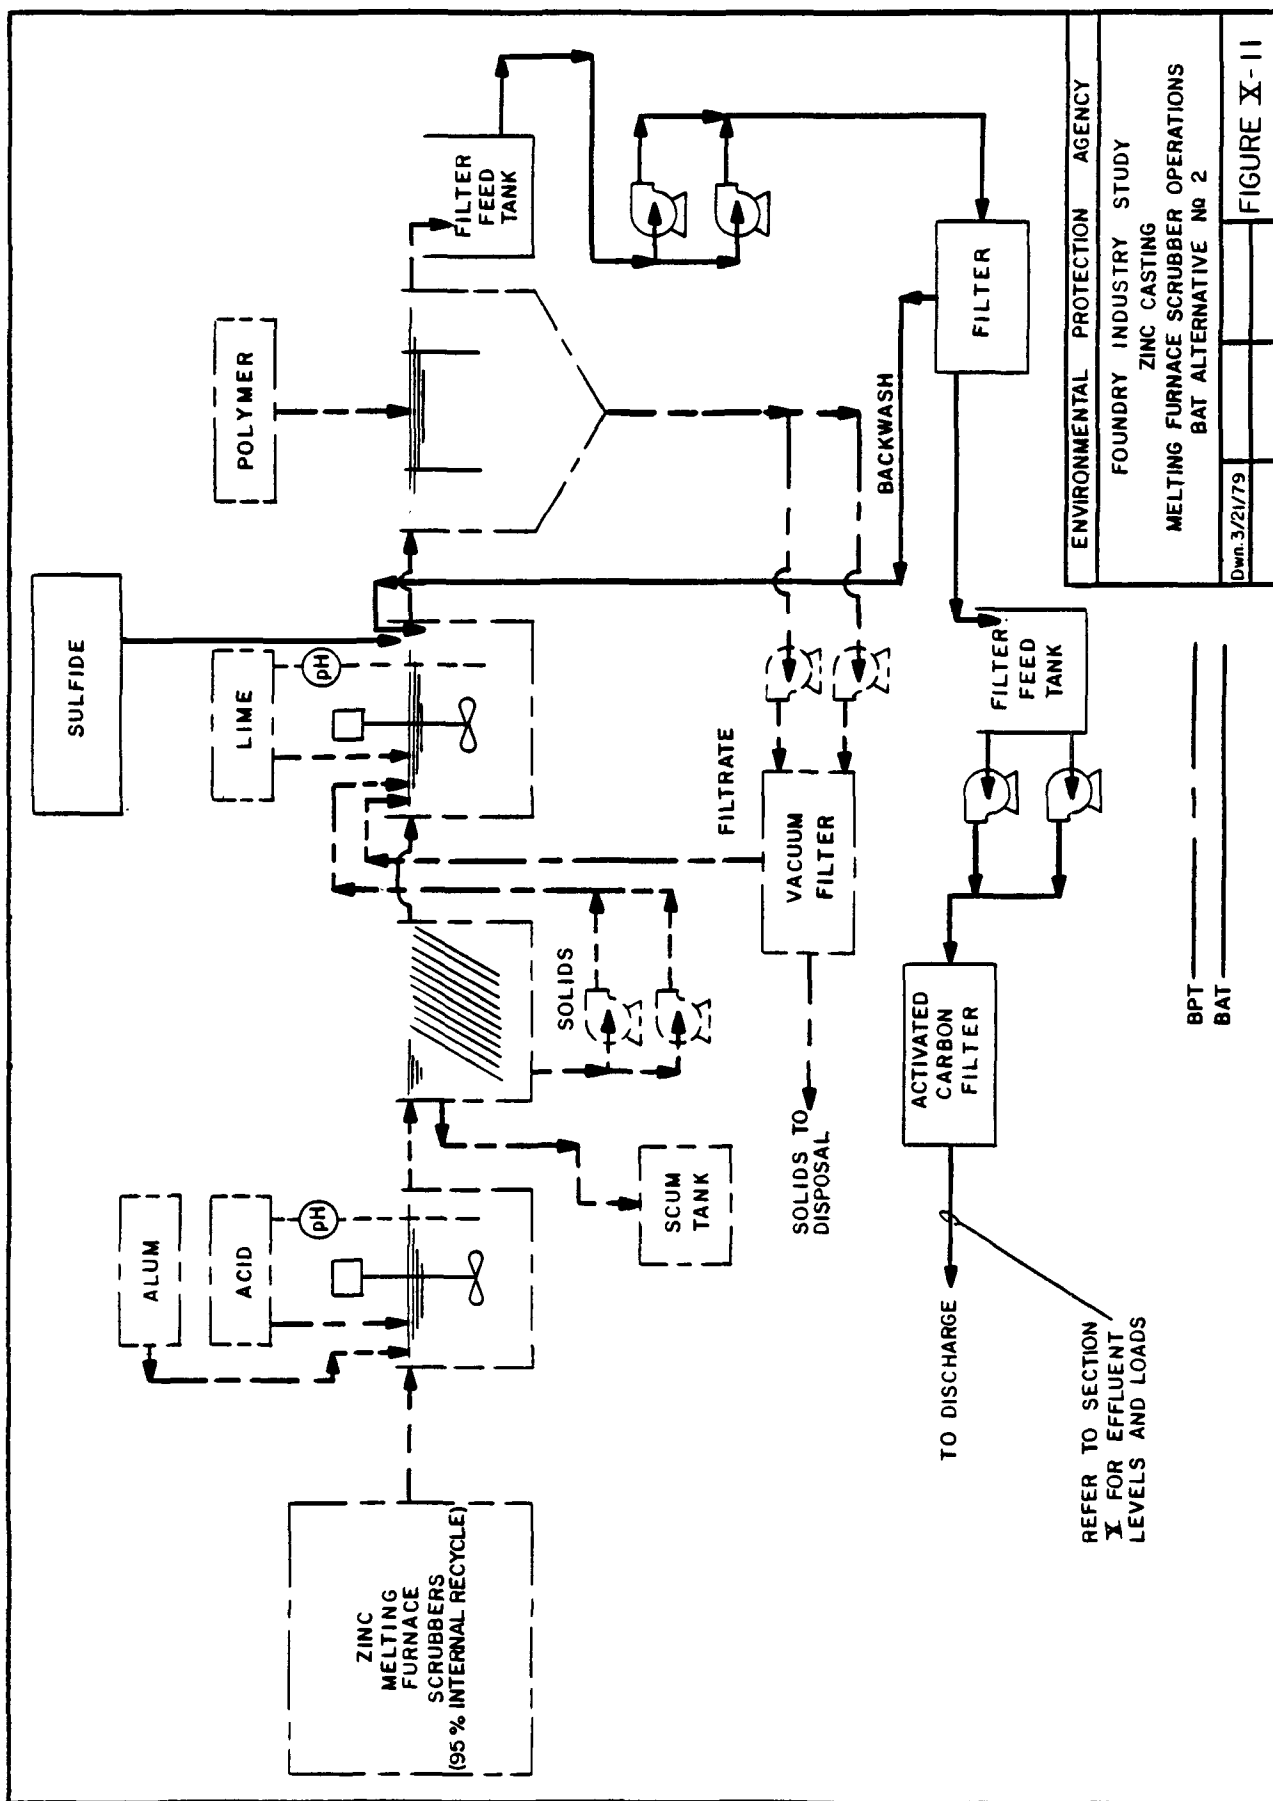 SULFIDE
POLYMER
LIME
pH
ALUM
ACID
pH
ZINC
MELTING
FURNACE
SCRUBBERS
(95 % INTERNAL RECYCLE)
FILTER
FEED
TANK
SOLIDS
SCUM
TANK
FILTRATE
VACUUM
FILTER
SOLIDS TO
DISPOSAL
BACKWASH
FILTER
FILTER
FEED
TANK
ACTIVATED
CARBON
FILTER
TO DISCHARGE
REFER TO SECTION
X FOR EFFLUENT
LEVELS AND LOADS
BPT
BAT
ENVIRONMENTAL PROTECTION AGENCY
FOUNDRY INDUSTRY STUDY
ZINC CASTING
MELTING FURNACE SCRUBBER OPERATIONS
BAT ALTERNATIVE Nº 2
Dwn.3/21/79
FIGURE X-11